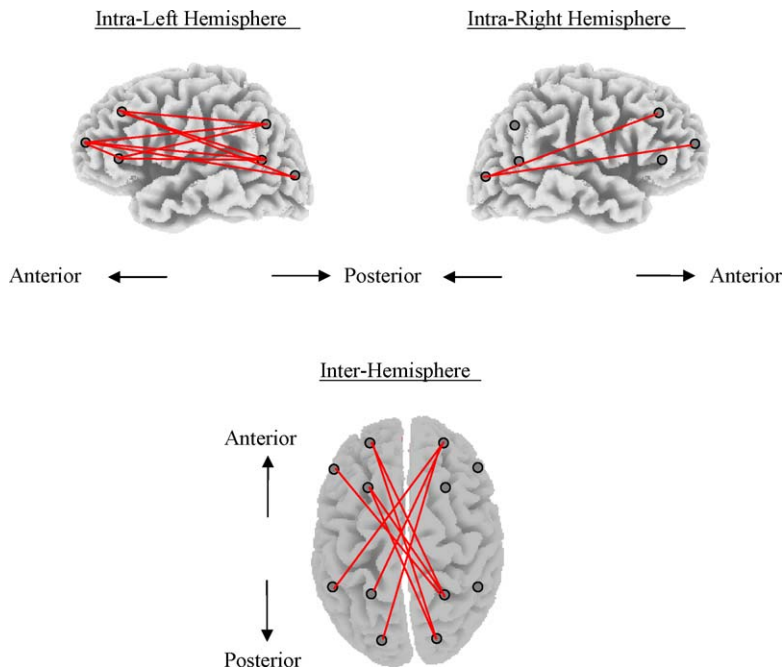 Intra-Left Hemisphere
Intra-Right Hemisphere
Anterior
Posterior
Anterior
Inter-Hemisphere
Anterior
Posterior